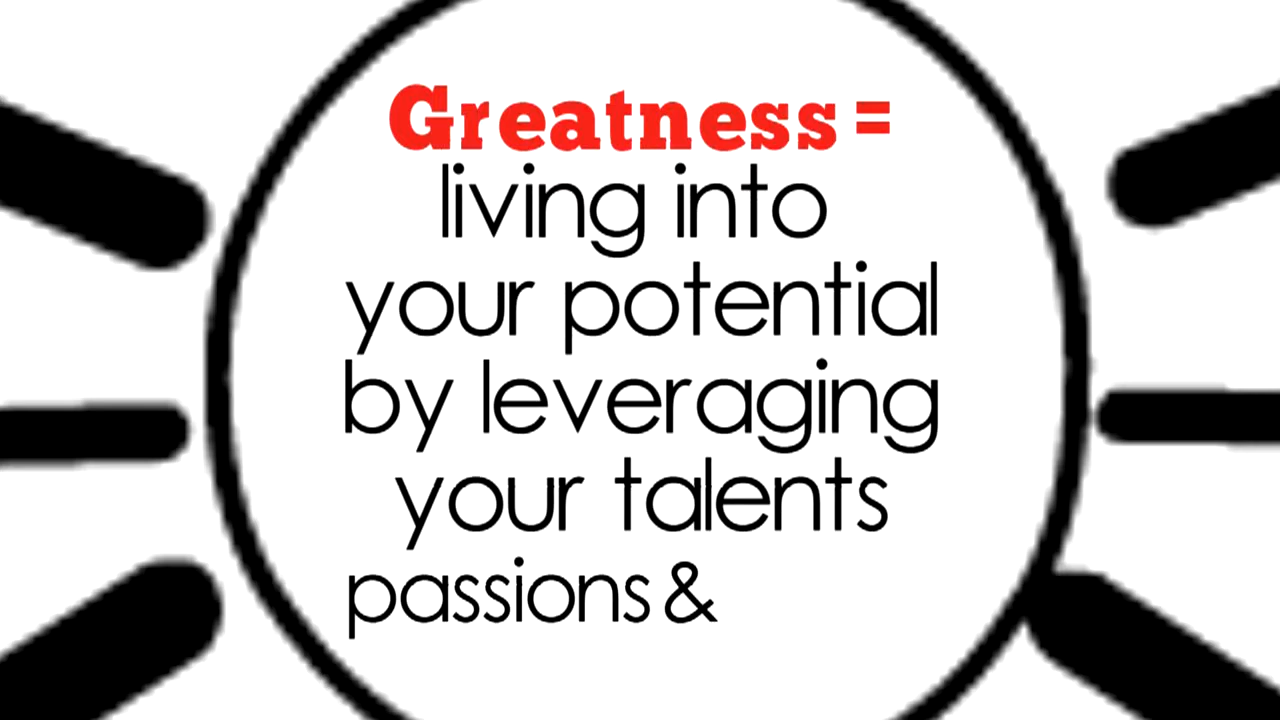 Greatness =
living into
your potential
by leveraging
your talents
passions &